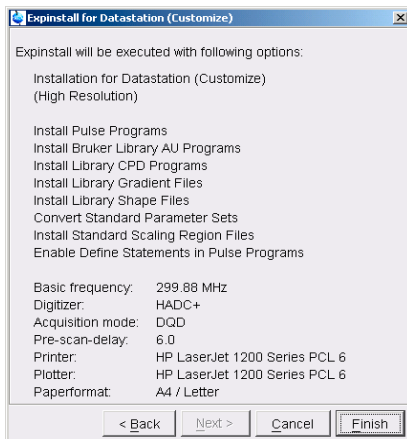 Expinstall for Datastation (Customize)
Expinstall will be executed with following options:
Installation for Datastation (Customize)
(High Resolution)
Install Pulse Programs
Install Bruker Library AU Programs
Install Library CPD Programs
Install Library Gradient Files
Install Library Shape Files
Convert Standard Parameter Sets
Install Standard Scaling Region Files
Enable Define Statements in Pulse Programs
Basic frequency: 299.88 MHz
Digitizer: HADC+
Acquisition mode: DQD
Pre-scan-delay: 6.0
Printer: HP LaserJet 1200 Series PCL 6
Plotter: HP LaserJet 1200 Series PCL 6
Paperformat: A4 / Letter
< Back Next > Cancel Finish